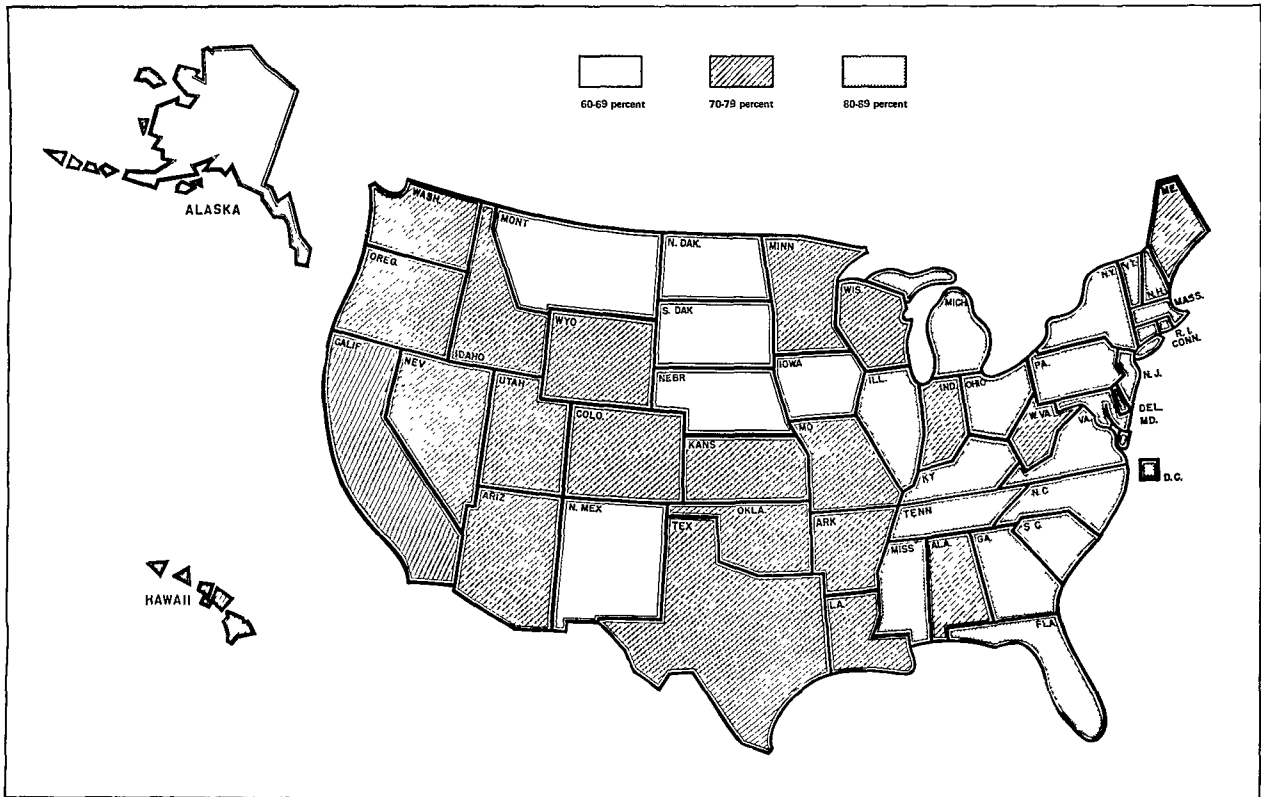 60-69 percent
70-79 percent
80-89 percent
ALASKA
HAWAII
WASH.
OREG.
CALIF
IDAHO
NEV
MONT
WYO
UTAH
COLO.
ARIZ
N. MEX
N. DAK.
S. DAK
NEBR
KANS
OKLA.
TEX
MINN
IOWA
MO
ARK
LA.
WIS.
ILL.
MICH.
IND.
OHIO
KY
TENN
MISS
ALA.
GA.
FLA.
S C.
N.C
VA.
W. VA.
PA.
N.Y.
VT.
N.H.
ME.
MASS.
R. I.
CONN.
N. J.
DEL.
MD.
D.C.